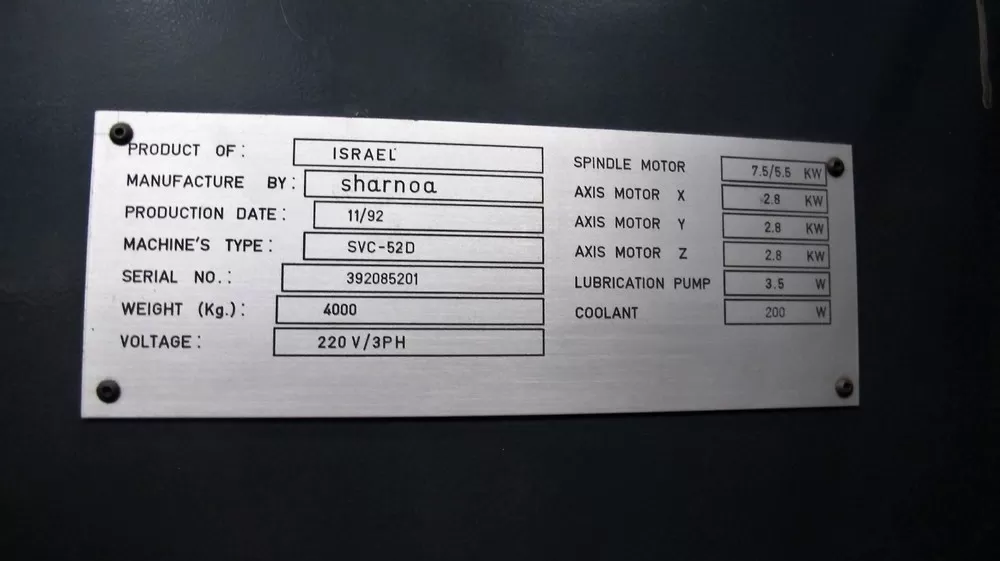 PRODUCT OF: ISRAEL
MANUFACTURE BY: sharnoa
PRODUCTION DATE: 11/92
MACHINE'S TYPE: SVC-52D
SERIAL NO.: 392085201
WEIGHT (Kg.): 4000
VOLTAGE: 220 V/3PH
SPINDLE MOTOR 7.5/5.5 KW
AXIS MOTOR X 2.8 KW
AXIS MOTOR Y 2.8 KW
AXIS MOTOR Z 2.8 KW
LUBRICATION PUMP 3.5 W
COOLANT 200 W